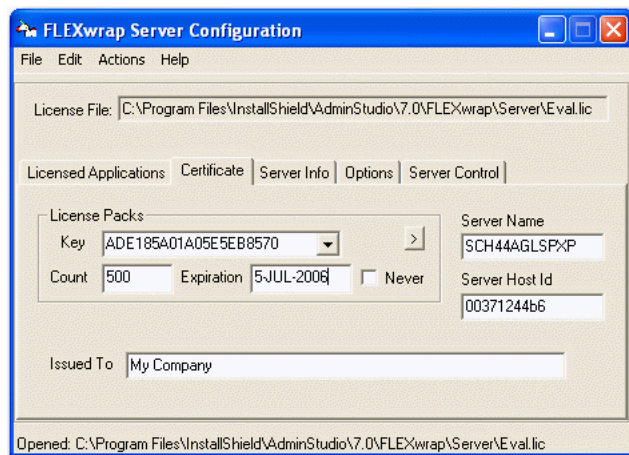 FLEXwrap Server Configuration
File Edit Actions Help
License File: C:\Program Files\InstallShield\AdminStudio\7.0\FLEXwrap\Server\Eval.lic
Licensed Applications Certificate Server Info Options Server Control
License Packs
Key ADE185A01A05E5EB8570 >
Count 500 Expiration 5-JUL-2006 Never
Server Name
SCH44AGLSPXP
Server Host Id
00371244b6
Issued To My Company
Opened: C:\Program Files\InstallShield\AdminStudio\7.0\FLEXwrap\Server\Eval.lic